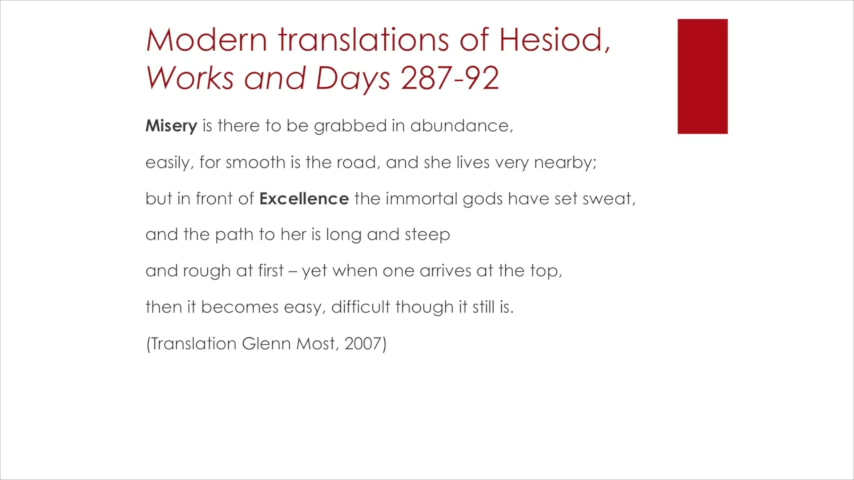 Modern translations of Hesiod,
Works and Days 287-92
Misery is there to be grabbed in abundance,
easily, for smooth is the road, and she lives very nearby;
but in front of Excellence the immortal gods have set sweat,
and the path to her is long and steep
and rough at first – yet when one arrives at the top,
then it becomes easy, difficult though it still is.
(Translation Glenn Most, 2007)